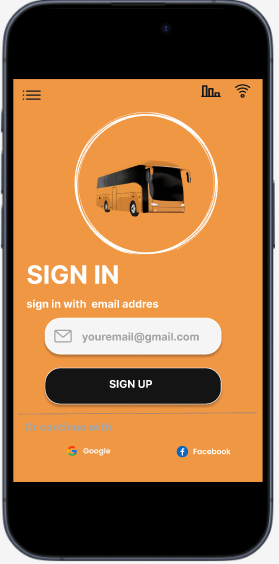 SIGN IN
sign in with email addres
youremail@gmail.com
SIGN UP
Or continue with
Google
Facebook